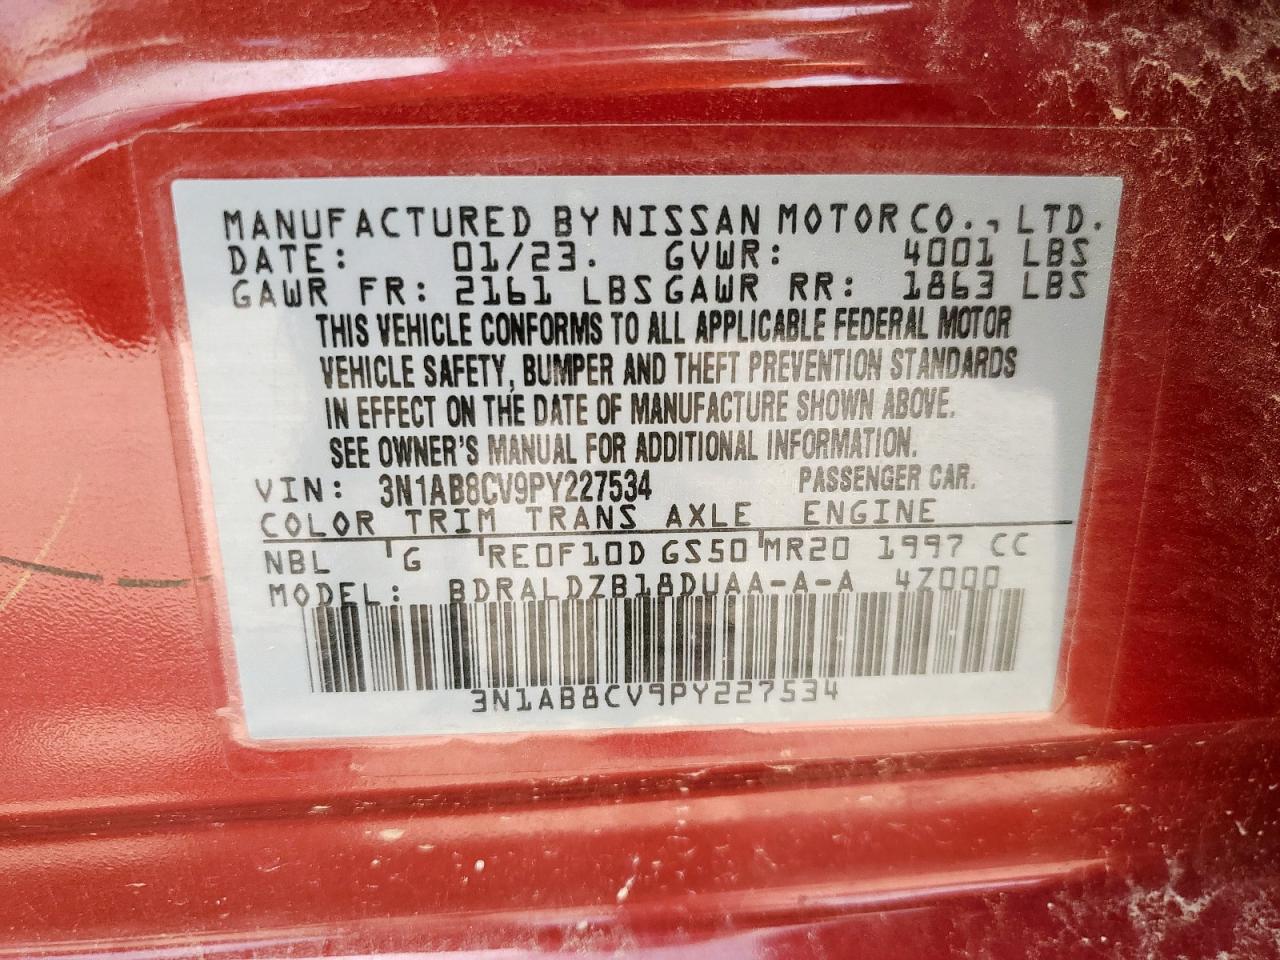 MANUFACTURED BY NISSAN MOTOR CO., LTD.
DATE: 01/23. GVWR: 4001 LBS
GAWR FR: 2161 LBS GAWR RR: 1863 LBS
THIS VEHICLE CONFORMS TO ALL APPLICABLE FEDERAL MOTOR
VEHICLE SAFETY, BUMPER AND THEFT PREVENTION STANDARDS
IN EFFECT ON THE DATE OF MANUFACTURE SHOWN ABOVE.
SEE OWNER'S MANUAL FOR ADDITIONAL INFORMATION.
VIN: 3N1AB8CV9PY227534 PASSENGER CAR.
COLOR TRIM TRANS AXLE ENGINE
NBL G RE0F10D GS50 MR20 1997 CC
MODEL: BDRALDZB18DUAA-A-A 4Z000
3N1AB8CV9PY227534